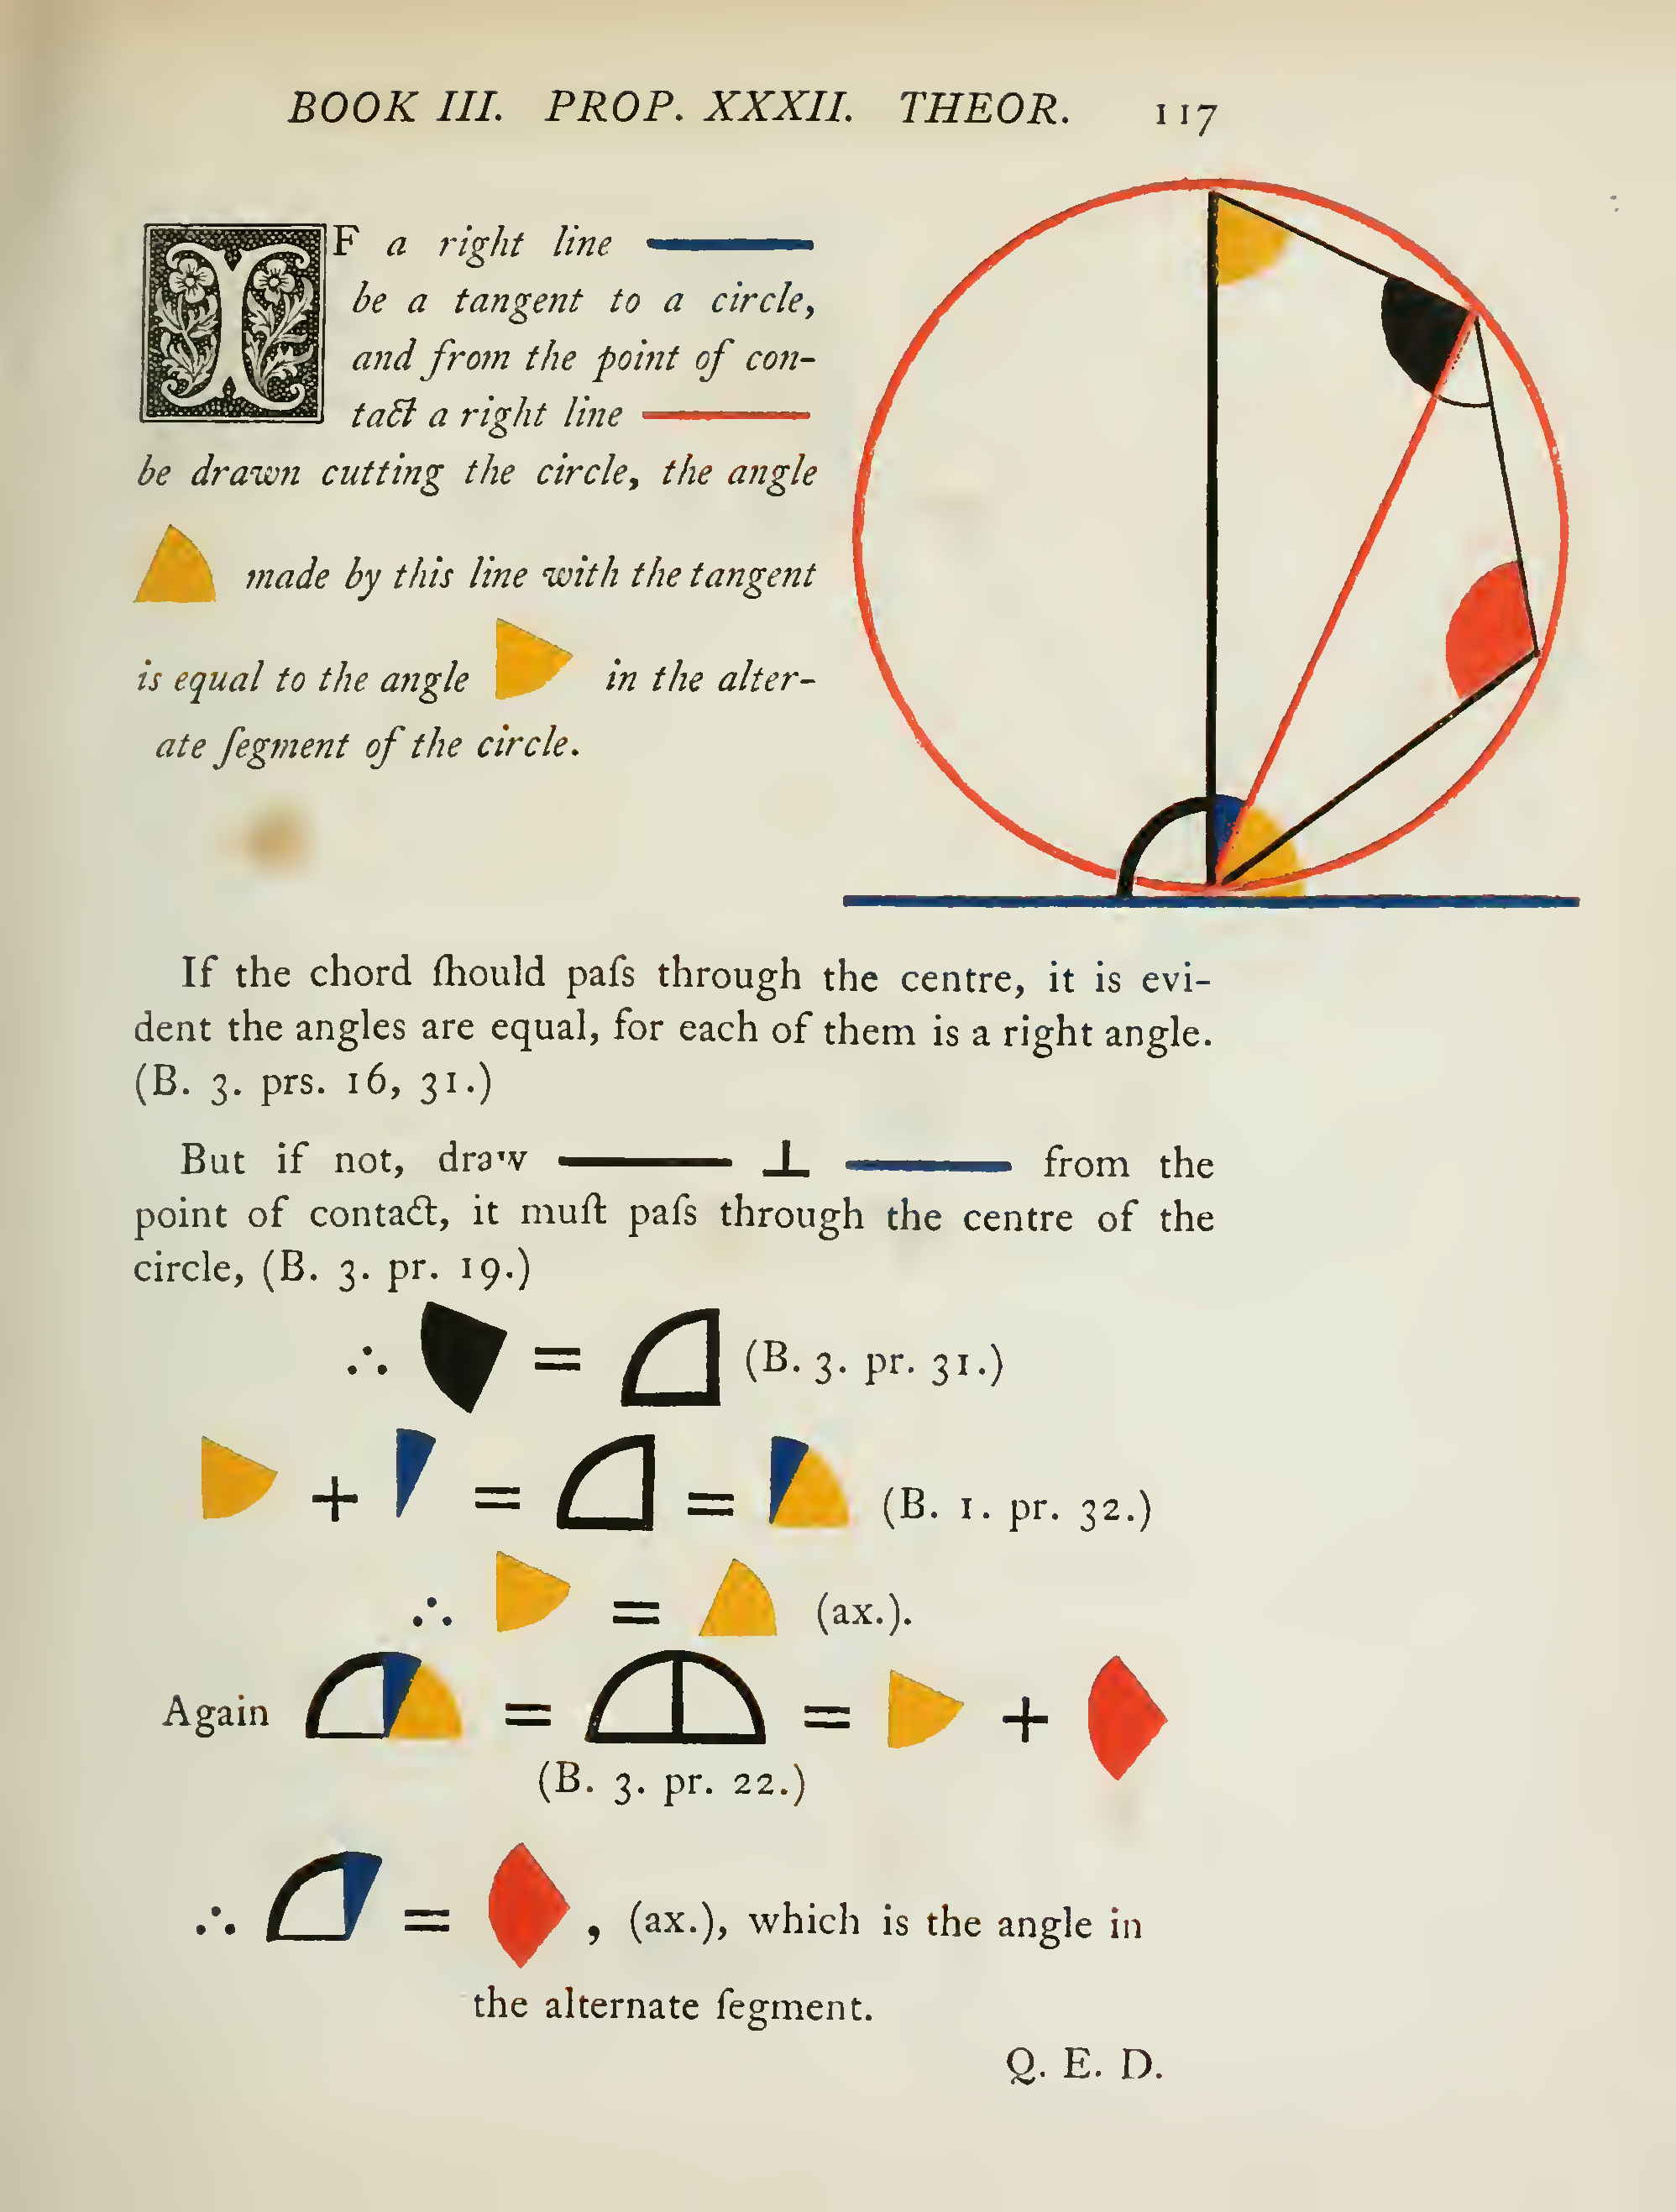 BOOK III. PROP. XXXII. THEOR. 117
IF a right line
be a tangent to a circle,
and from the point of con-
tact a right line
be drawn cutting the circle, the angle
made by this line with the tangent
is equal to the angle in the alter-
ate ſegment of the circle.
If the chord ſhould paſs through the centre, it is evi-
dent the angles are equal, for each of them is a right angle.
(B. 3. prs. 16, 31.)
But if not, draw ⊥ from the
point of contact, it muſt paſs through the centre of the
circle, (B. 3. pr. 19.)
∴ = (B. 3. pr. 31.)
+ = = (B. 1. pr. 32.)
∴ = (ax.).
Again = = +
(B. 3. pr. 22.)
∴ = , (ax.), which is the angle in
the alternate ſegment.
Q. E. D.